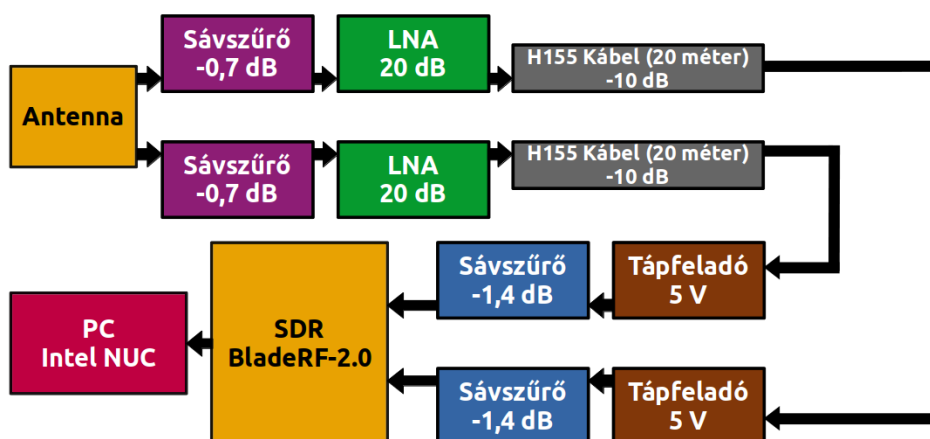 Sávszűrő
-0,7 dB
LNA
20 dB
H155 Kábel (20 méter)
-10 dB
Antenna
Sávszűrő
-0,7 dB
LNA
20 dB
H155 Kábel (20 méter)
-10 dB
PC
Intel NUC
SDR
BladeRF-2.0
Sávszűrő
-1,4 dB
Tápfeladó
5 V
Sávszűrő
-1,4 dB
Tápfeladó
5 V